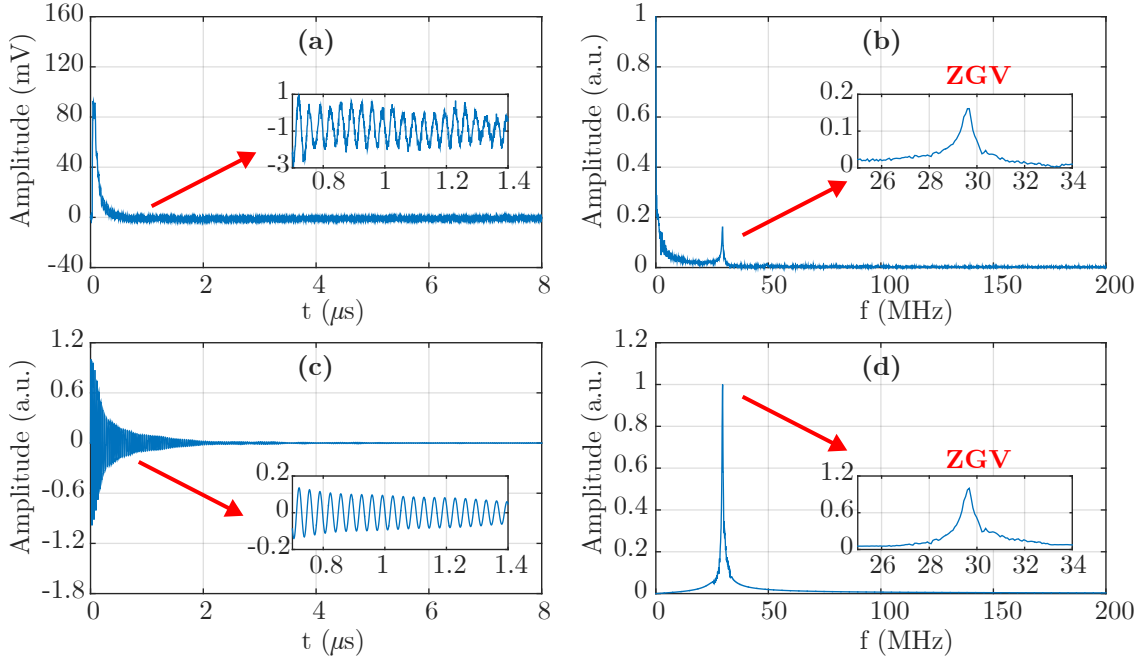 (a)
Amplitude (mV)
160
120
80
40
0
-40
1
-1
-3
0.8 1 1.2 1.4
0 2 4 6 8
t (μs)
(b)
Amplitude (a.u.)
1
0.8
0.6
0.4
0.2
0
ZGV
0.2
0.1
0
26 28 30 32 34
0 50 100 150 200
f (MHz)
(c)
Amplitude (a.u.)
1.2
0.6
0
-0.6
-1.2
-1.8
0.2
0
-0.2
0.8 1 1.2 1.4
0 2 4 6 8
t (μs)
(d)
Amplitude (a.u.)
1.2
1
0.8
0.6
0.4
0.2
0
ZGV
1.2
0.6
0
26 28 30 32 34
0 50 100 150 200
f (MHz)